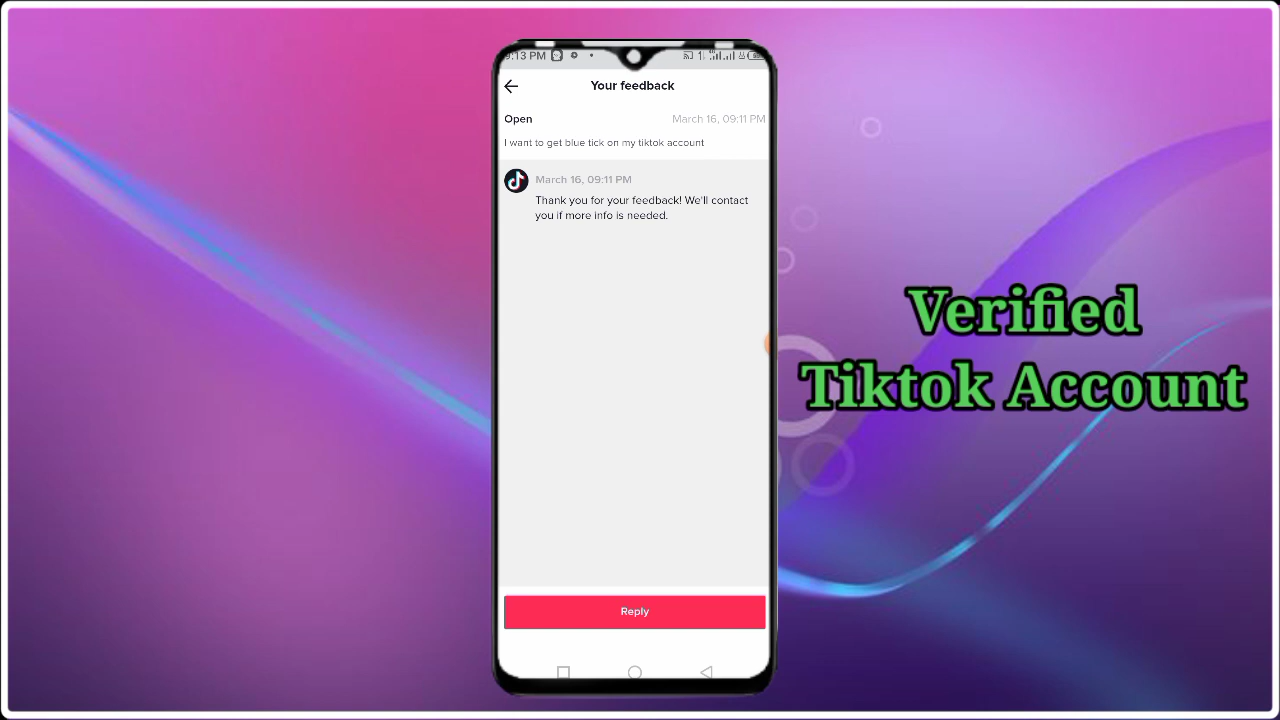 :13 PM
Your feedback
Open
March 16, 09:11 PM
I want to get blue tick on my tiktok account
March 16, 09:11 PM
Thank you for your feedback! We'll contact
you if more info is needed.
Reply
Verified
Tiktok Account